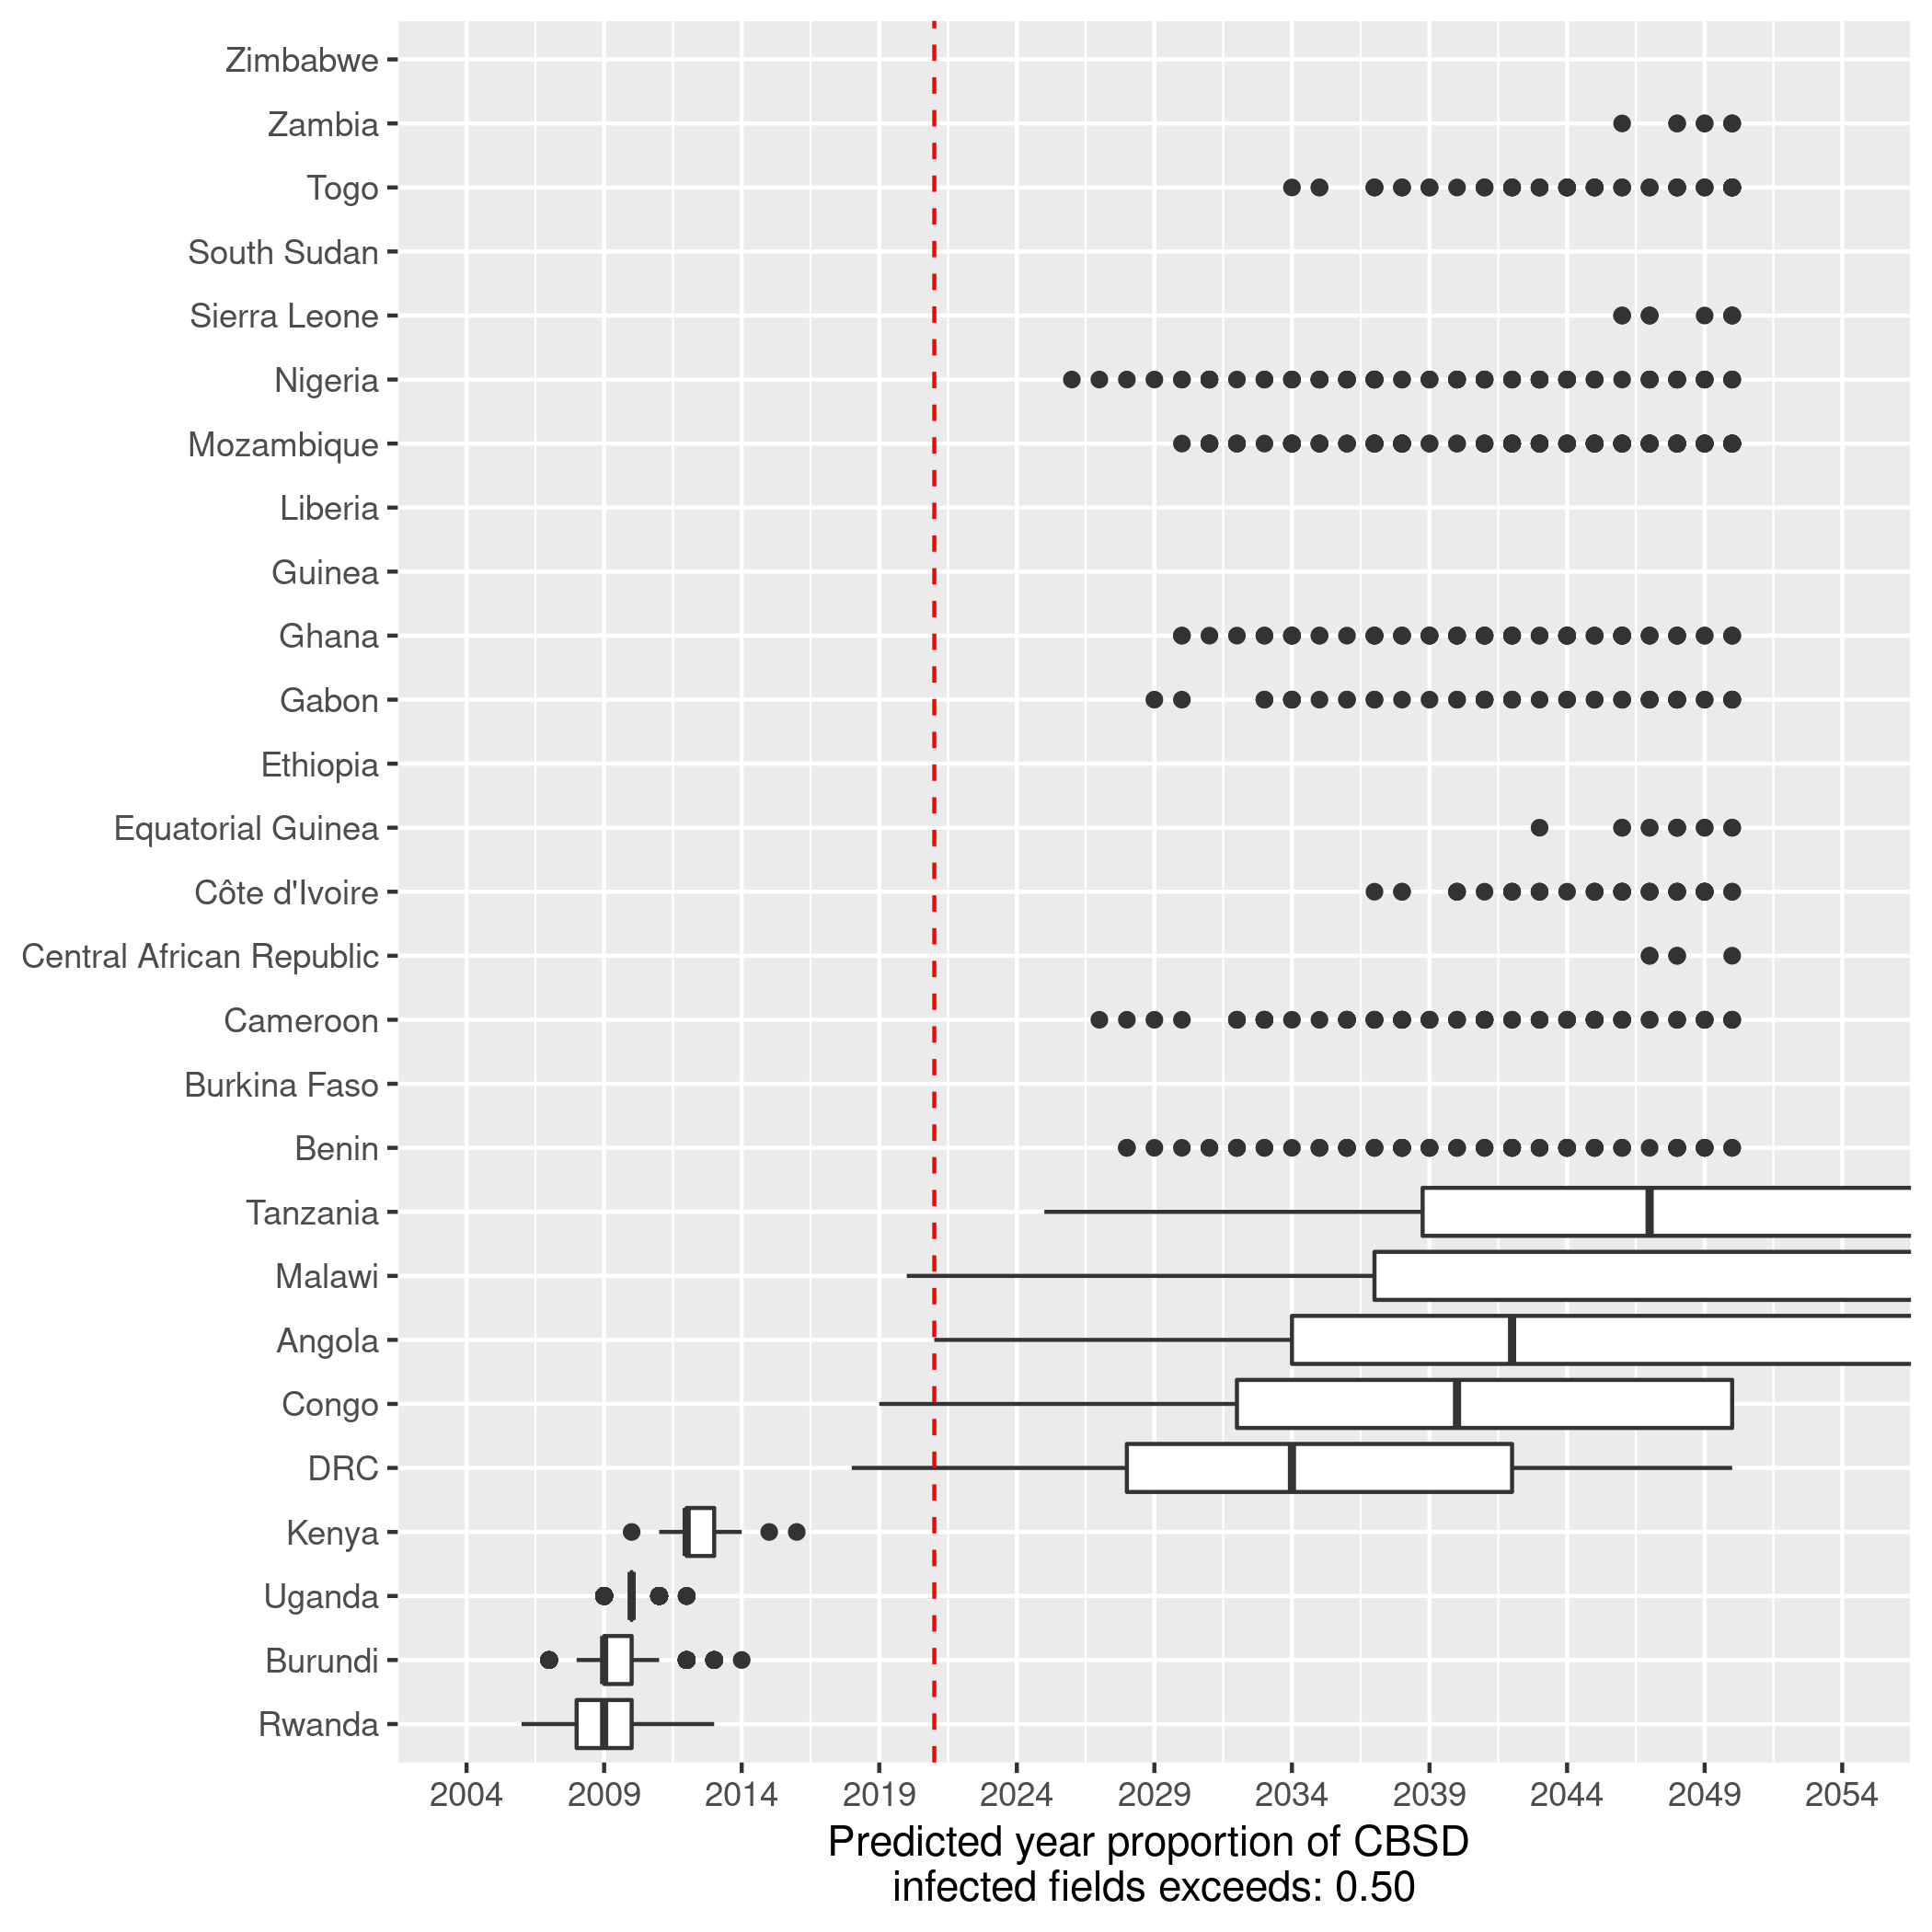 Zimbabwe
Zambia
Togo
South Sudan
Sierra Leone
Nigeria
Mozambique
Liberia
Guinea
Ghana
Gabon
Ethiopia
Equatorial Guinea
Côte d'Ivoire
Central African Republic
Cameroon
Burkina Faso
Benin
Tanzania
Malawi
Angola
Congo
DRC
Kenya
Uganda
Burundi
Rwanda
2004 2009 2014 2019 2024 2029 2034 2039 2044 2049 2054
Predicted year proportion of CBSD
infected fields exceeds: 0.50